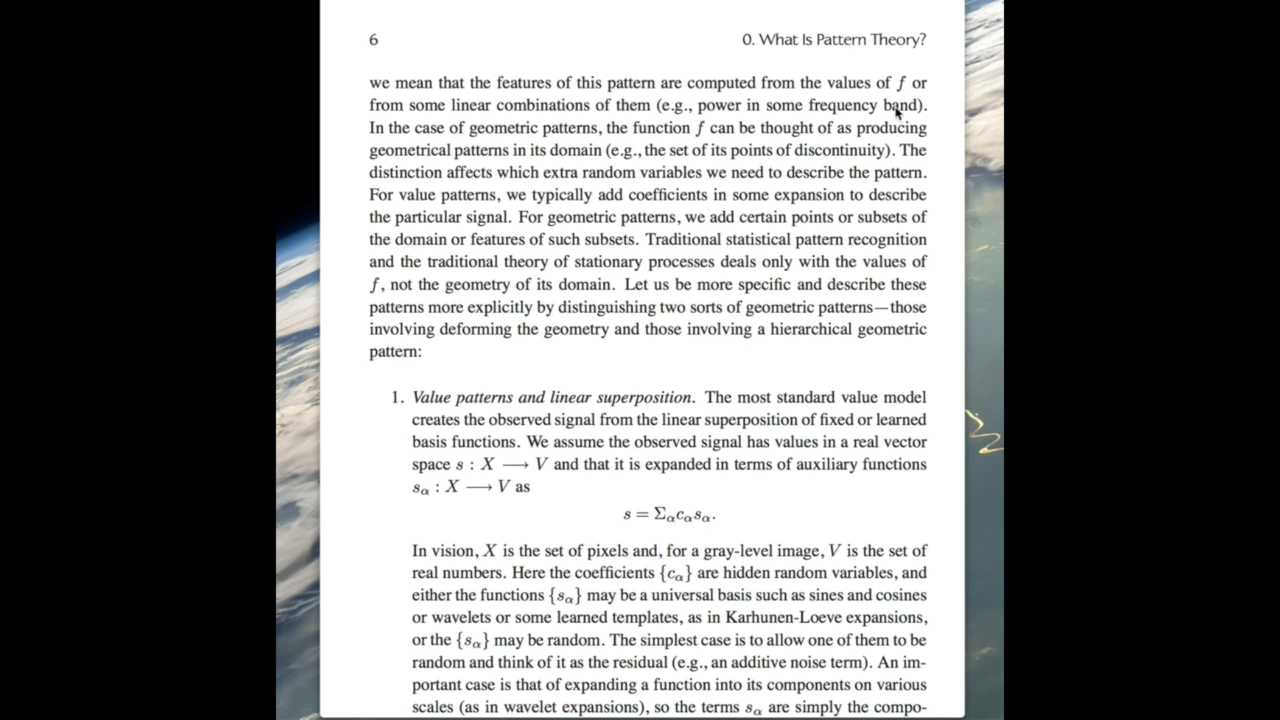 6 0. What Is Pattern Theory?
we mean that the features of this pattern are computed from the values of f or
from some linear combinations of them (e.g., power in some frequency band).
In the case of geometric patterns, the function f can be thought of as producing
geometrical patterns in its domain (e.g., the set of its points of discontinuity). The
distinction affects which extra random variables we need to describe the pattern.
For value patterns, we typically add coefficients in some expansion to describe
the particular signal. For geometric patterns, we add certain points or subsets of
the domain or features of such subsets. Traditional statistical pattern recognition
and the traditional theory of stationary processes deals only with the values of
f, not the geometry of its domain. Let us be more specific and describe these
patterns more explicitly by distinguishing two sorts of geometric patterns—those
involving deforming the geometry and those involving a hierarchical geometric
pattern:
1. Value patterns and linear superposition. The most standard value model
creates the observed signal from the linear superposition of fixed or learned
basis functions. We assume the observed signal has values in a real vector
space s : X ⟶ V and that it is expanded in terms of auxiliary functions
sα : X ⟶ V as
s = Σαcαsα.
In vision, X is the set of pixels and, for a gray-level image, V is the set of
real numbers. Here the coefficients {cα} are hidden random variables, and
either the functions {sα} may be a universal basis such as sines and cosines
or wavelets or some learned templates, as in Karhunen-Loeve expansions,
or the {sα} may be random. The simplest case is to allow one of them to be
random and think of it as the residual (e.g., an additive noise term). An im-
portant case is that of expanding a function into its components on various
scales (as in wavelet expansions), so the terms sα are simply the compo-